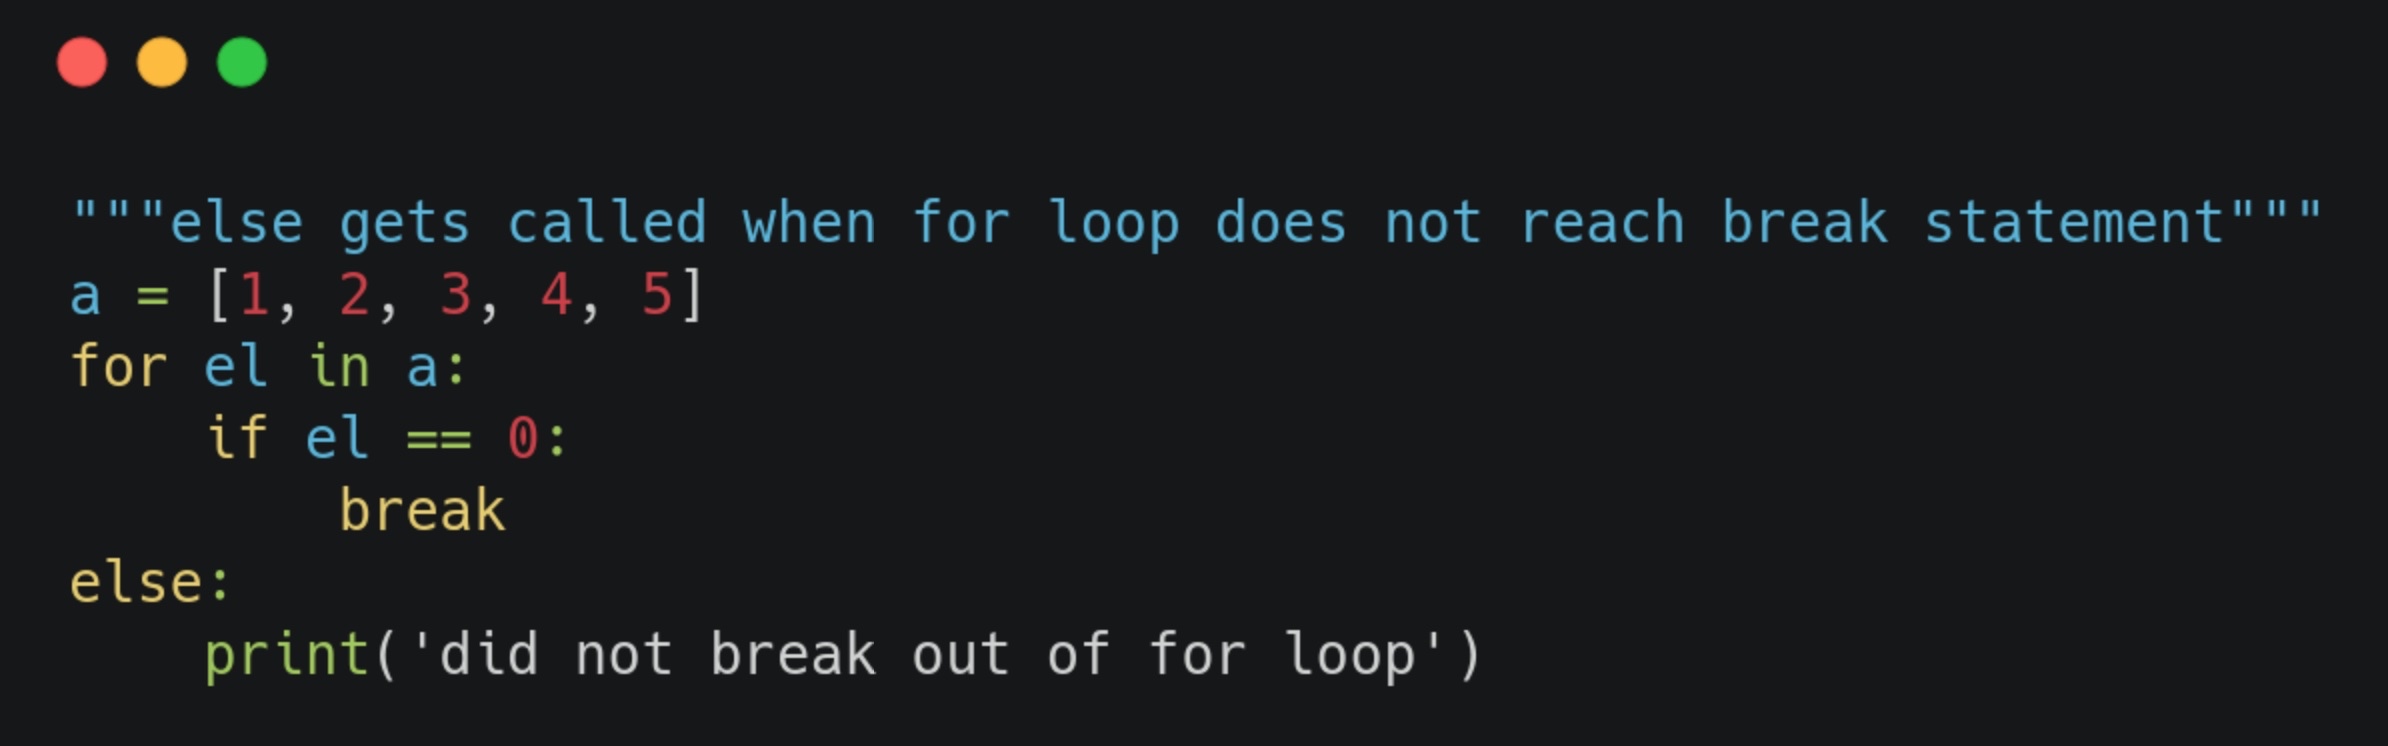 """else gets called when for loop does not reach break statement"""
a = [1, 2, 3, 4, 5]
for el in a:
    if el == 0:
        break
else:
    print('did not break out of for loop')